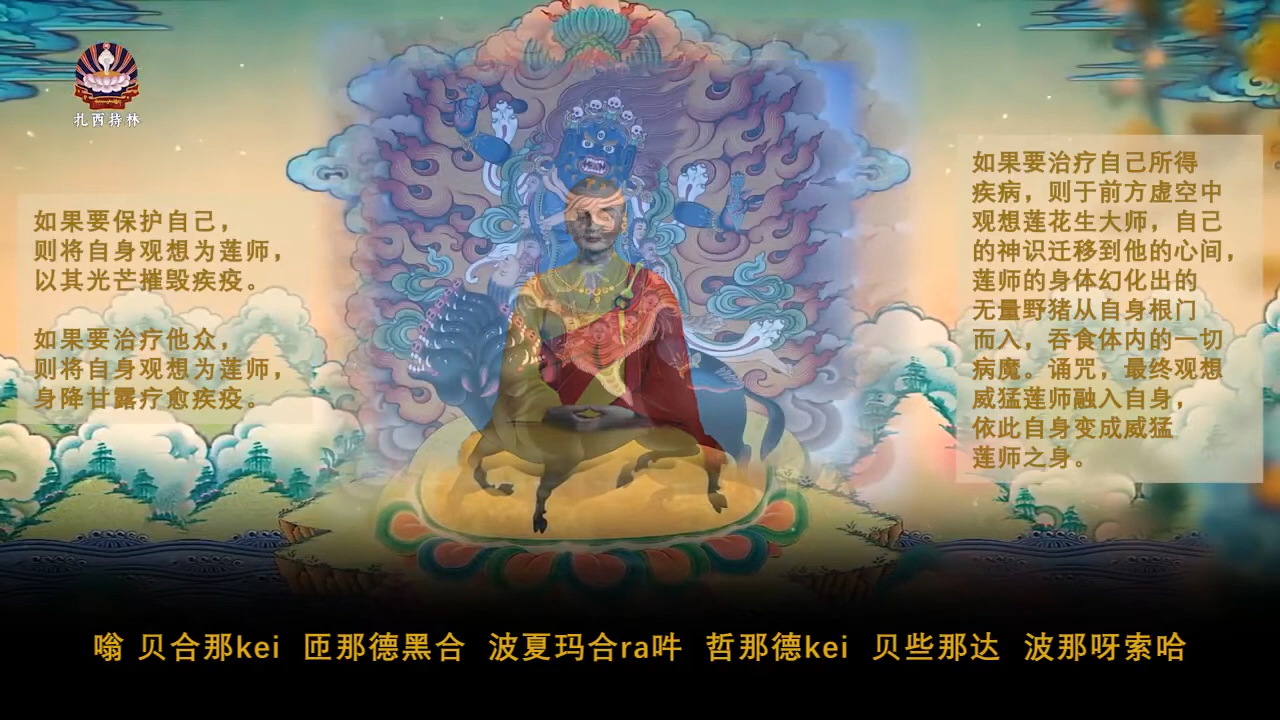 扎西持林
如果要保护自己，
则将自身观想为莲师，
以其光芒摧毁疾疫。
如果要治疗他众，
则将自身观想为莲师，
身降甘露疗愈疾疫。
如果要治疗自己所得
疾病，则于前方虚空中
观想莲花生大师，自己
的神识迁移到他的心间，
莲师的身体幻化出的
无量野猪从自身根门
而入，吞食体内的一切
病魔。诵咒，最终观想
威猛莲师融入自身，
依此自身变成威猛
莲师之身。
嗡 贝合那kei 匝那德黑合 波夏玛合ra吽 哲那德kei 贝些那达 波那呀索哈